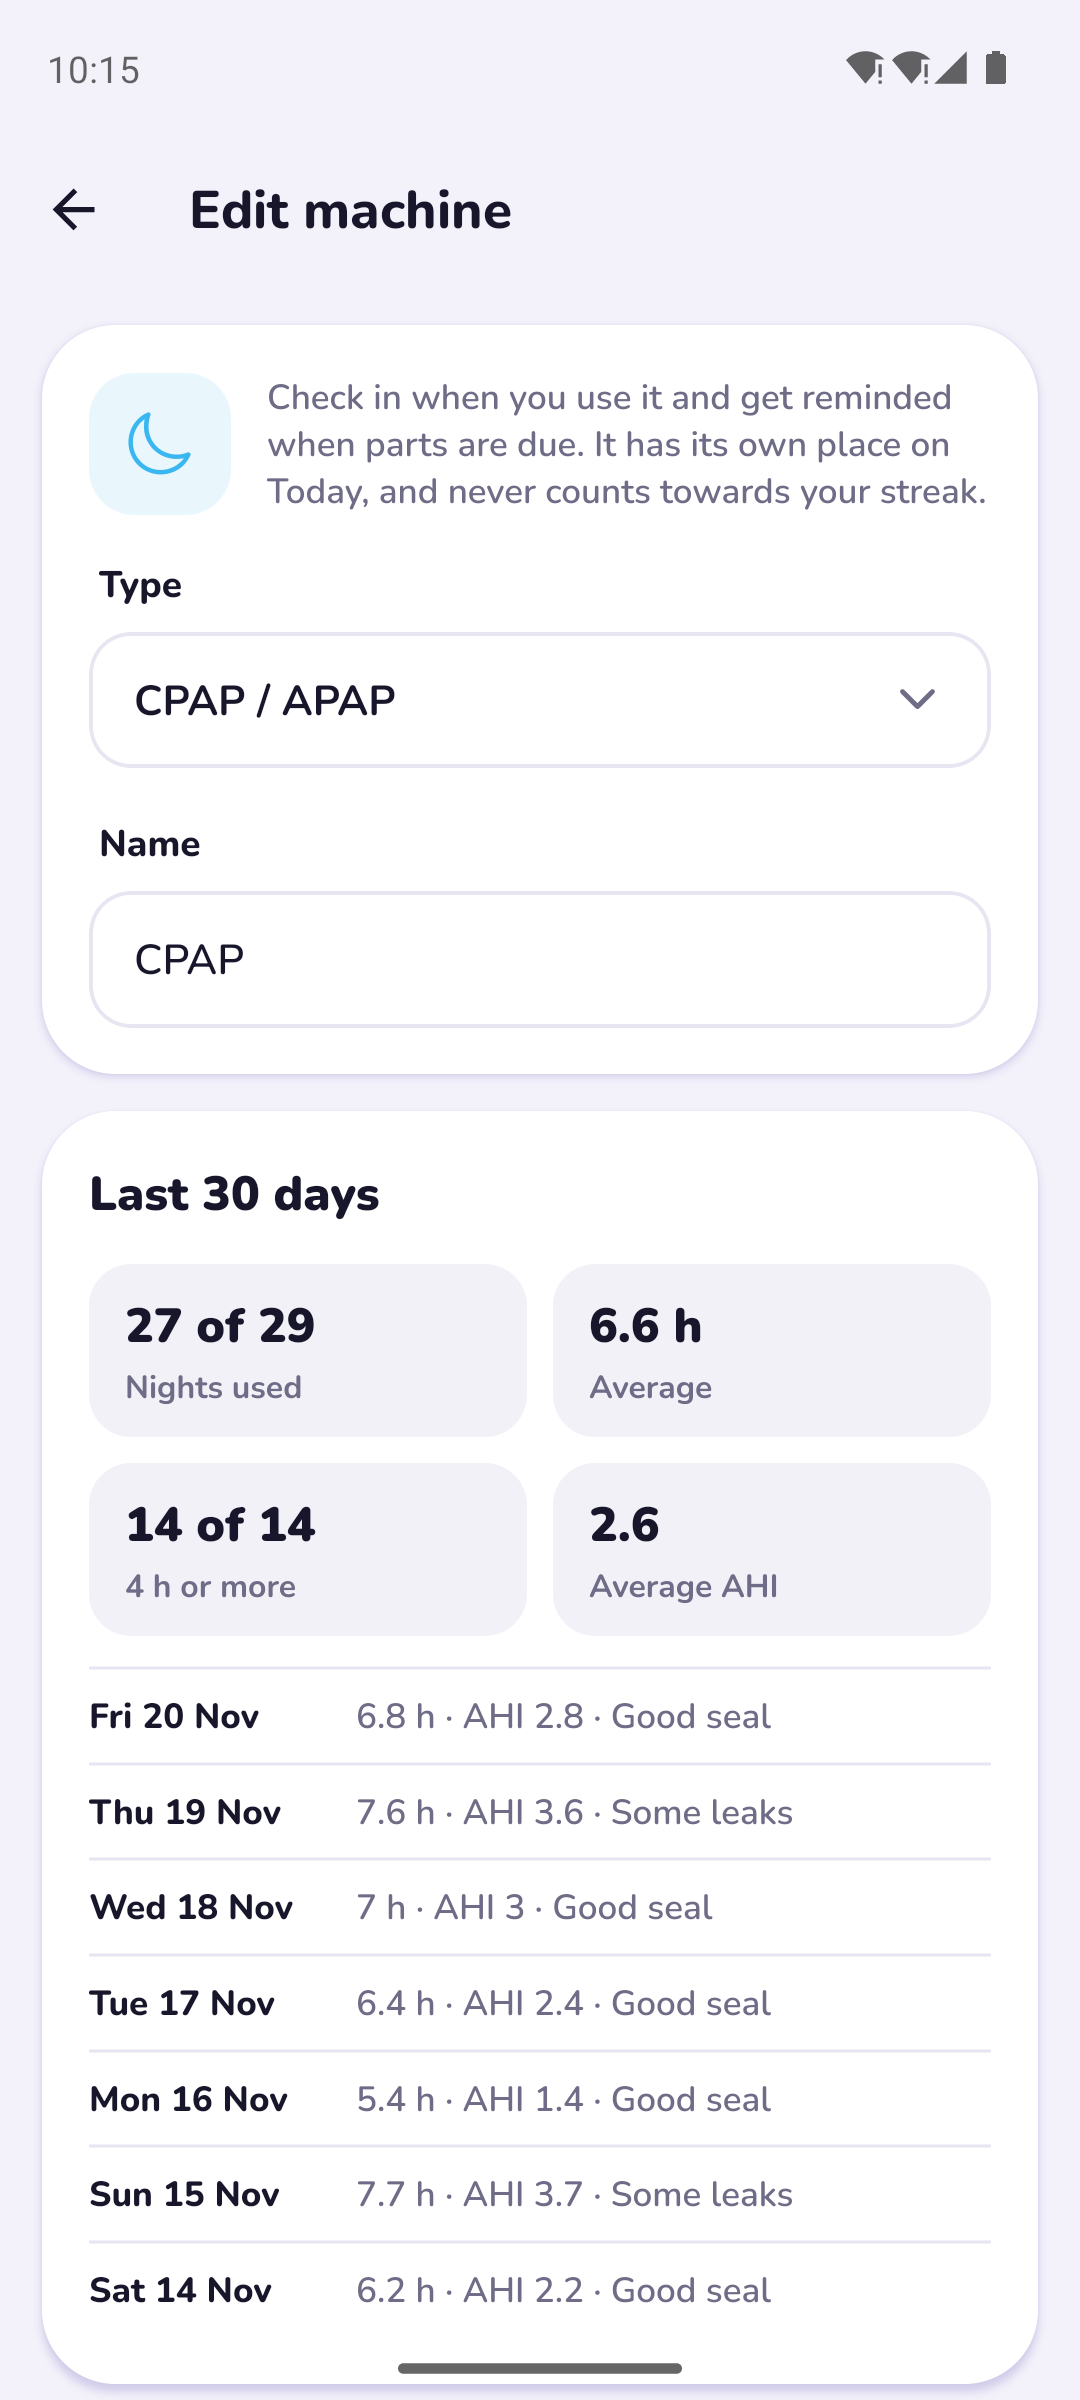 10:15
Edit machine
Check in when you use it and get reminded
when parts are due. It has its own place on
Today, and never counts towards your streak.
Type
CPAP / APAP
Name
CPAP
Last 30 days
27 of 29
Nights used
6.6 h
Average
14 of 14
4 h or more
2.6
Average AHI
Fri 20 Nov 6.8 h · AHI 2.8 · Good seal
Thu 19 Nov 7.6 h · AHI 3.6 · Some leaks
Wed 18 Nov 7 h · AHI 3 · Good seal
Tue 17 Nov 6.4 h · AHI 2.4 · Good seal
Mon 16 Nov 5.4 h · AHI 1.4 · Good seal
Sun 15 Nov 7.7 h · AHI 3.7 · Some leaks
Sat 14 Nov 6.2 h · AHI 2.2 · Good seal